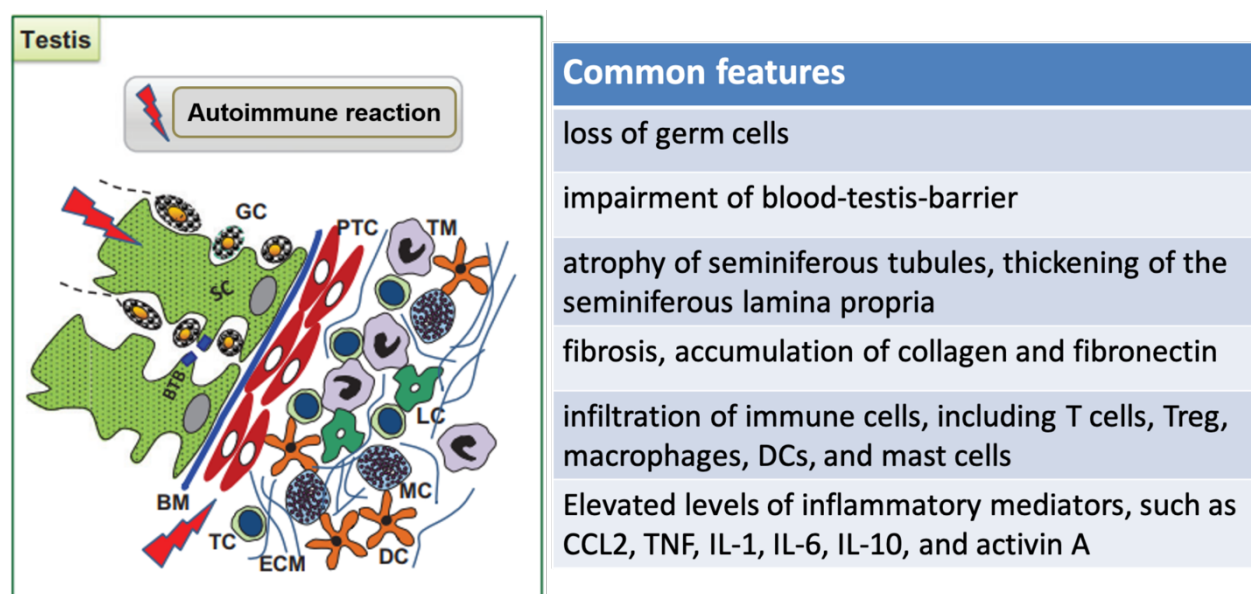 Testis
Autoimmune reaction
GC
PTC
TM
SC
BTB
LC
BM
MC
TC
ECM
DC
Common features
loss of germ cells
impairment of blood-testis-barrier
atrophy of seminiferous tubules, thickening of the
seminiferous lamina propria
fibrosis, accumulation of collagen and fibronectin
infiltration of immune cells, including T cells, Treg,
macrophages, DCs, and mast cells
Elevated levels of inflammatory mediators, such as
CCL2, TNF, IL-1, IL-6, IL-10, and activin A